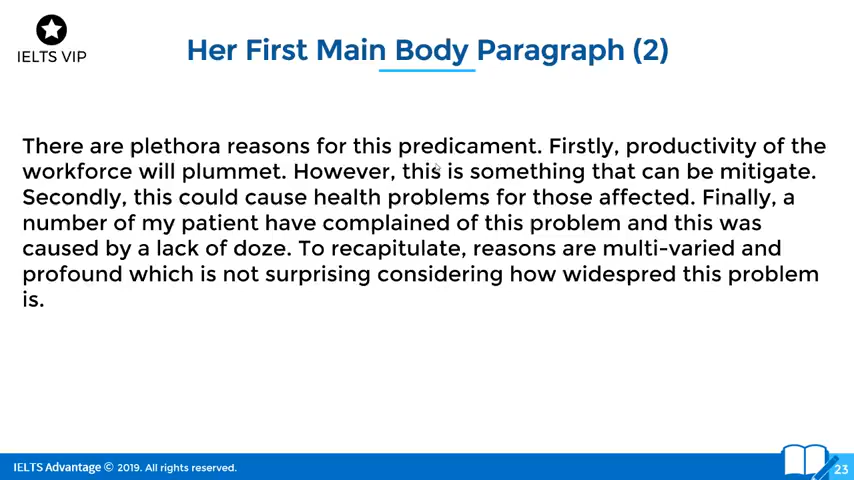 IELTS VIP
Her First Main Body Paragraph (2)
There are plethora reasons for this predicament. Firstly, productivity of the
workforce will plummet. However, this is something that can be mitigate.
Secondly, this could cause health problems for those affected. Finally, a
number of my patient have complained of this problem and this was
caused by a lack of doze. To recapitulate, reasons are multi-varied and
profound which is not surprising considering how widespred this problem
is.
IELTS Advantage © 2019. All rights reserved.
23